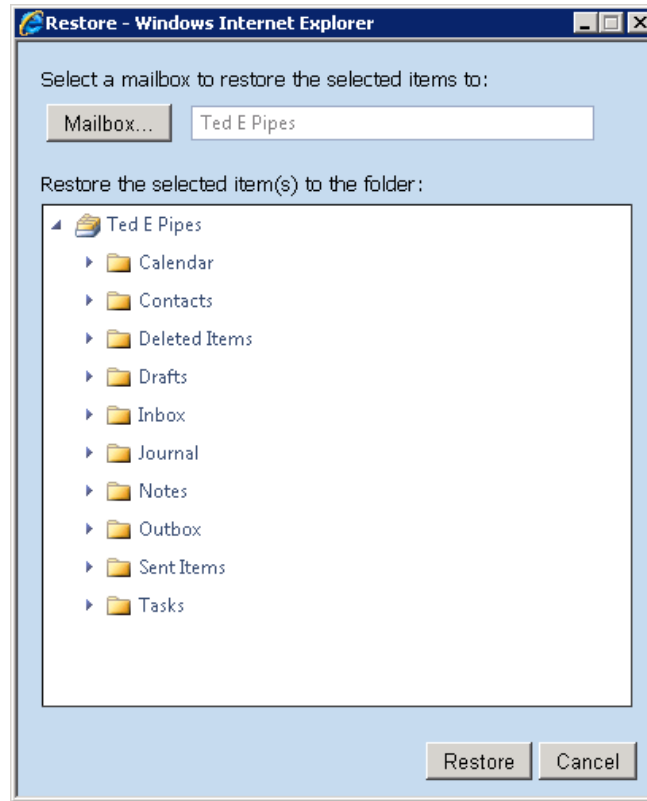 Restore - Windows Internet Explorer
Select a mailbox to restore the selected items to:
Mailbox... Ted E Pipes
Restore the selected item(s) to the folder:
Ted E Pipes
Calendar
Contacts
Deleted Items
Drafts
Inbox
Journal
Notes
Outbox
Sent Items
Tasks
Restore Cancel